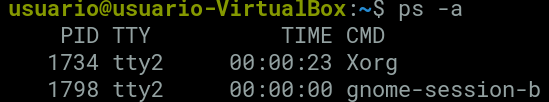 usuario@usuario-VirtualBox:~$ ps -a
    PID TTY          TIME CMD
   1734 tty2     00:00:23 Xorg
   1798 tty2     00:00:00 gnome-session-b